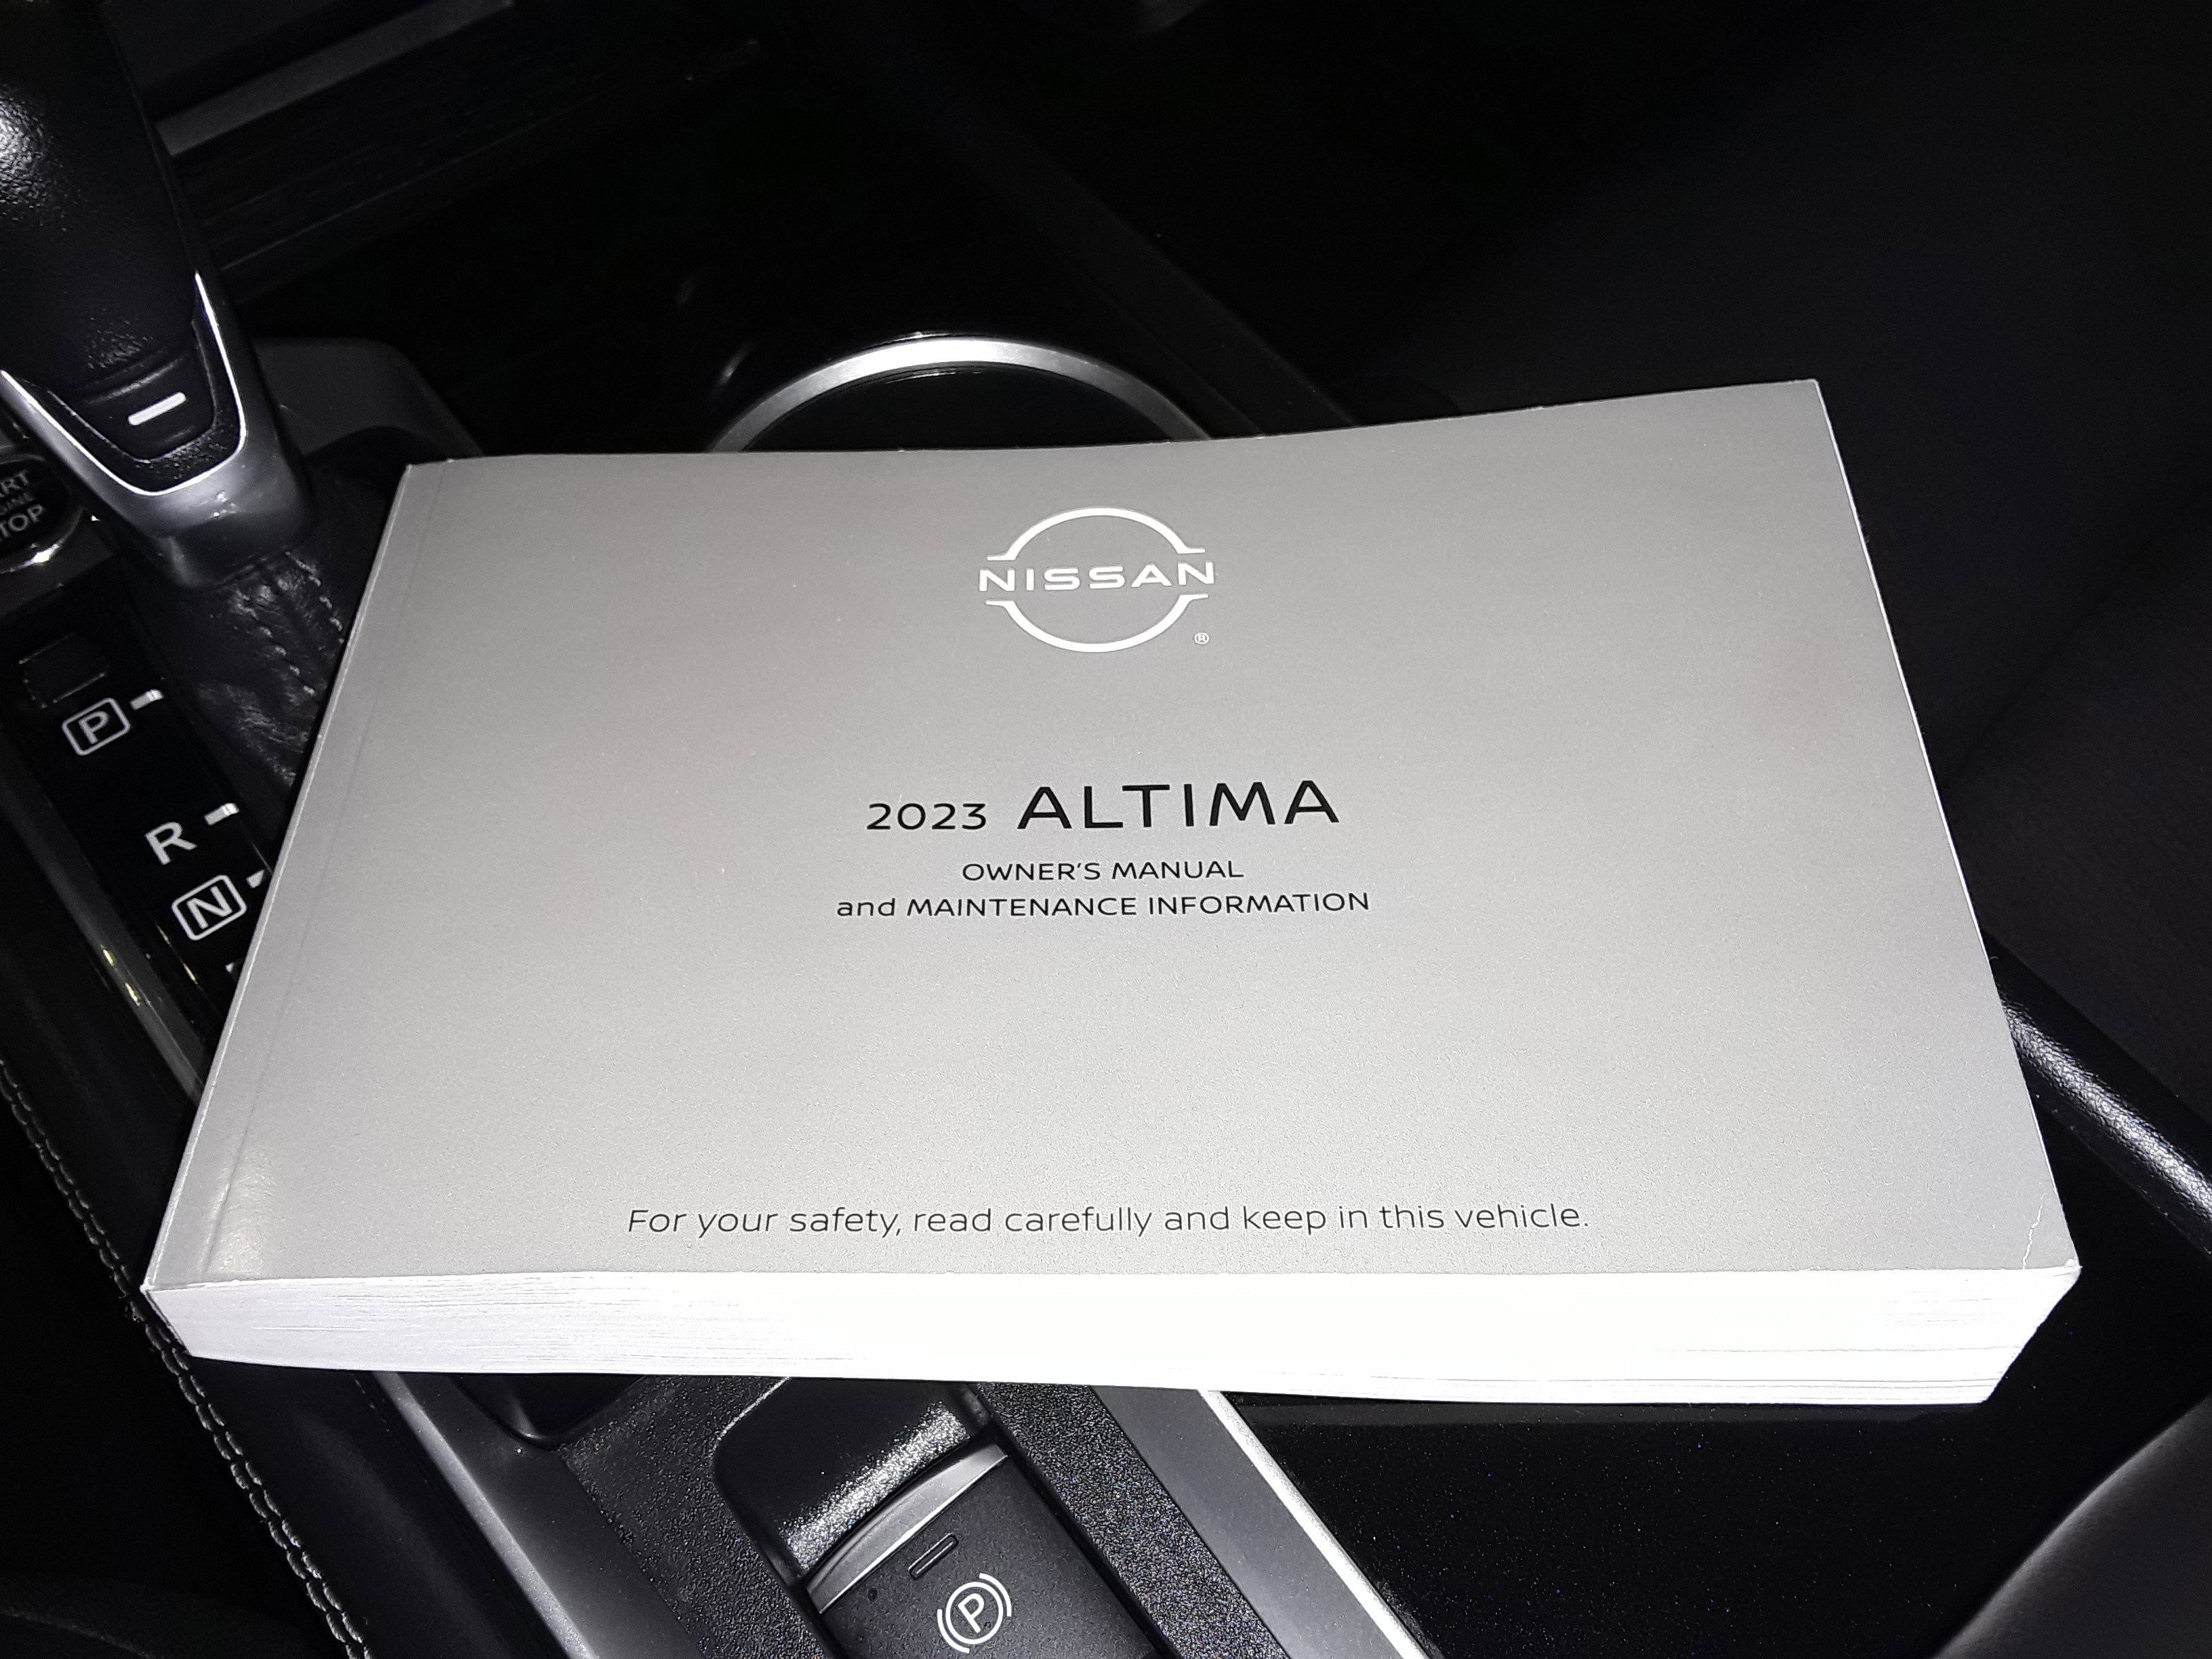 NISSAN
®
2023 ALTIMA
OWNER'S MANUAL
and MAINTENANCE INFORMATION
For your safety, read carefully and keep in this vehicle.
P
R
N
P